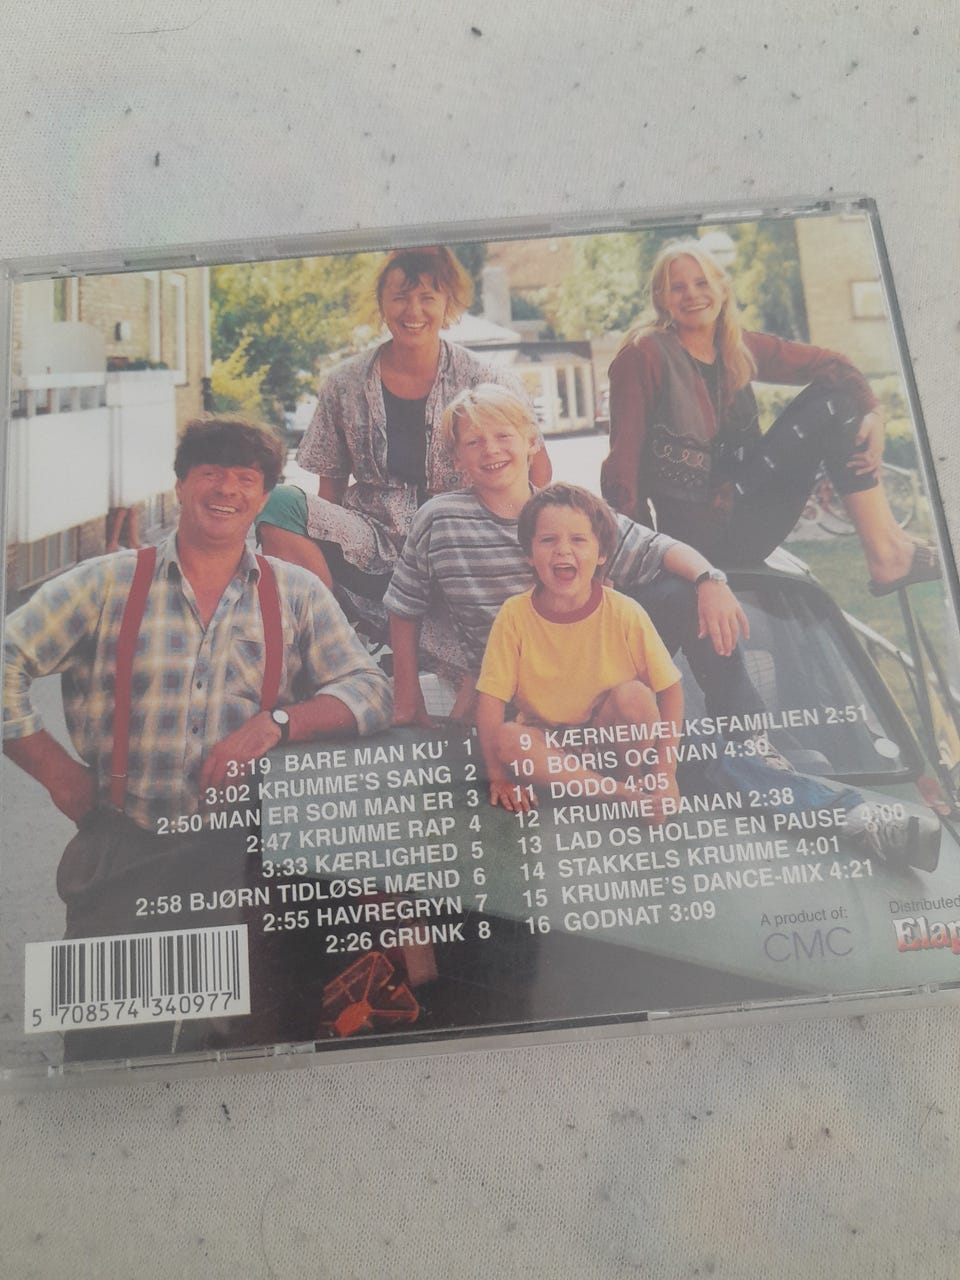 3:19 BARE MAN KU' 1
3:02 KRUMME'S SANG 2
2:50 MAN ER SOM MAN ER 3
2:47 KRUMME RAP 4
3:33 KÆRLIGHED 5
2:58 BJØRN TIDLØSE MÆND 6
2:55 HAVREGRYN 7
2:26 GRUNK 8
9 KÆRNEMÆLKSFAMILIEN 2:51
10 BORIS OG IVAN 4:30
11 DODO 4:05
12 KRUMME BANAN 2:38
13 LAD OS HOLDE EN PAUSE 4:00
14 STAKKELS KRUMME 4:01
15 KRUMME'S DANCE-MIX 4:21
16 GODNAT 3:09
A product of:
CMC
Distributed
Elap
5 708574 340977